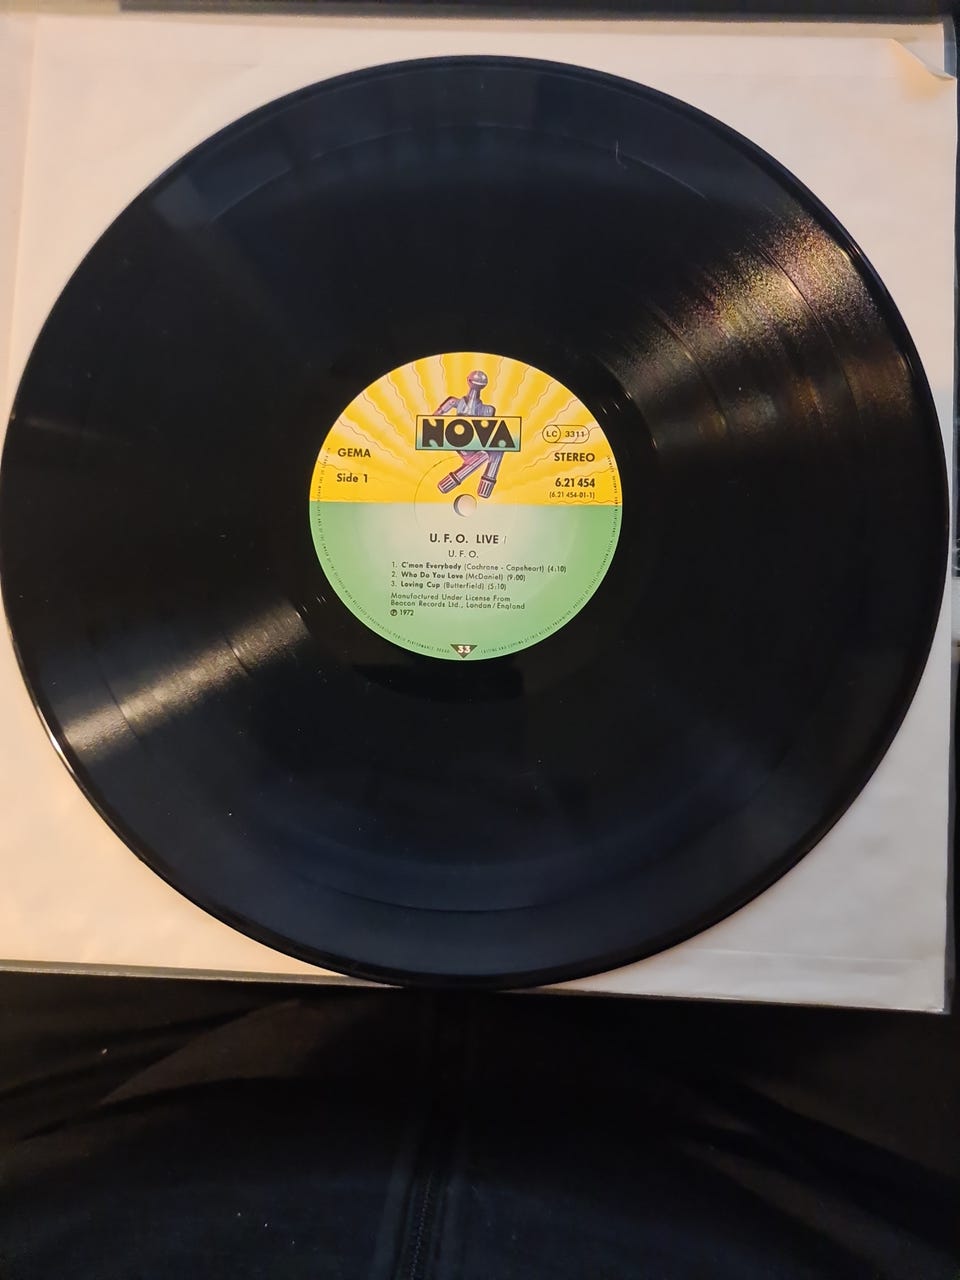 NOVA
LC 3311
GEMA
STEREO
Side 1
6.21 454
(6.21 454-01-1)
U.F.O. LIVE
U.F.O.
1. C'mon Everybody (Cochrane - Capeheart) (4:10)
2. Who Do You Love (McDaniel) (9:00)
3. Loving Cup (Butterfield) (5:10)
Manufactured Under License From
Beacon Records Ltd., London/England
℗ 1972
33